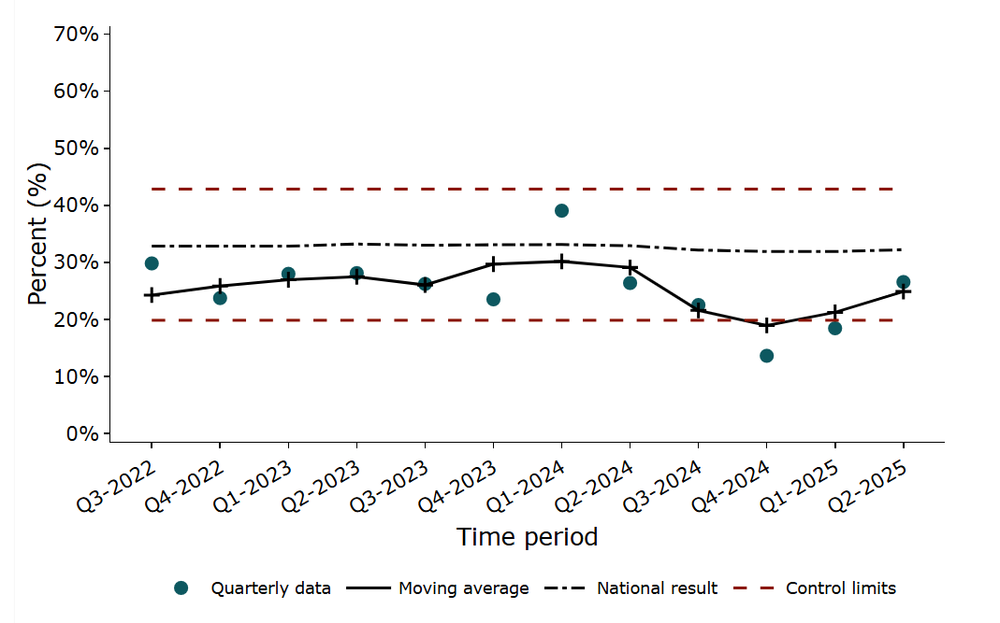 70%
60%
50%
40%
30%
20%
10%
0%
Percent (%)
Q3-2022
Q4-2022
Q1-2023
Q2-2023
Q3-2023
Q4-2023
Q1-2024
Q2-2024
Q3-2024
Q4-2024
Q1-2025
Q2-2025
Time period
Quarterly data Moving average National result Control limits